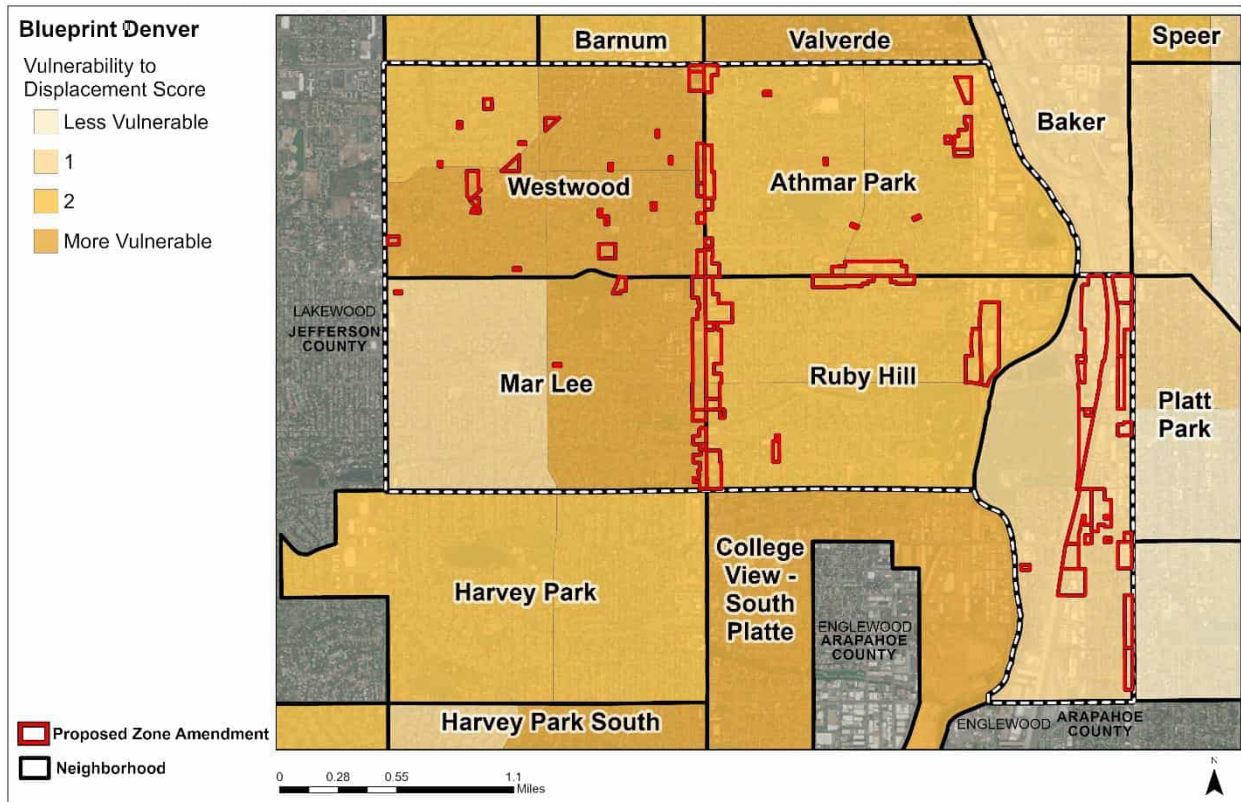 Blueprint Denver
Vulnerability to
Displacement Score
Less Vulnerable
1
2
More Vulnerable
Proposed Zone Amendment
Neighborhood
Barnum
Valverde
Speer
Baker
Westwood
Athmar Park
LAKEWOOD
JEFFERSON
COUNTY
Mar Lee
Ruby Hill
Platt
Park
College
View -
South
Platte
Harvey Park
ENGLEWOOD
ARAPAHOE
COUNTY
Harvey Park South
ENGLEWOOD
ARAPAHOE
COUNTY
0 0.28 0.55 1.1
Miles
N